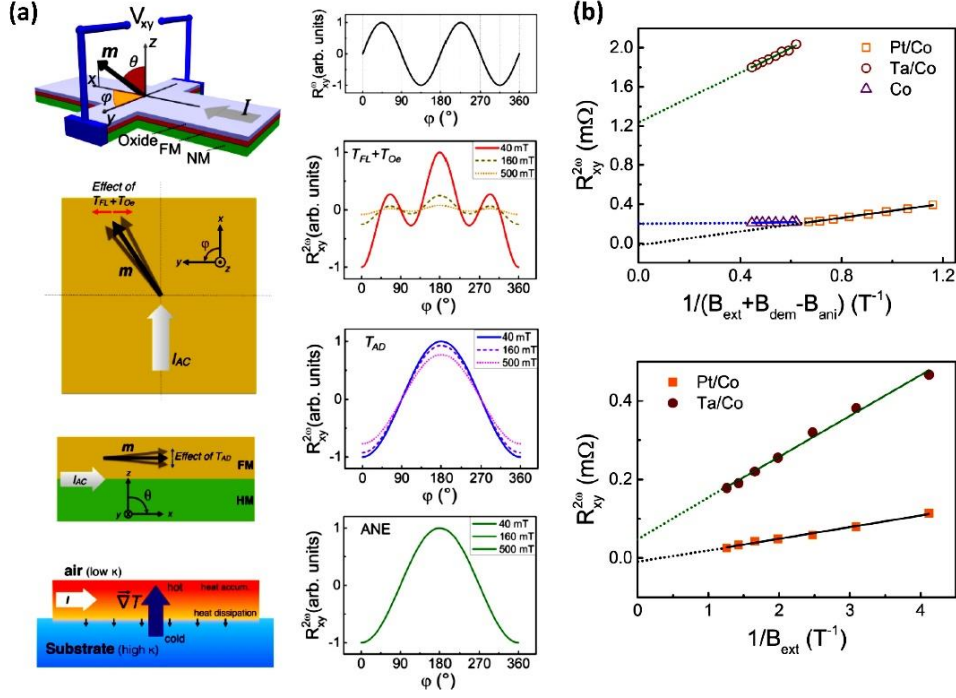 (a)
V_xy
z
m
θ
x
φ
y
I
Oxide
FM
NM
R^ω_xy (arb. units)
1
0
-1
0 90 180 270 360
φ (°)
Effect of
T_FL+T_Oe
m
x
φ
y
z
I_AC
T_FL+T_Oe
40 mT
160 mT
500 mT
R^2ω_xy (arb. units)
1
0
-1
0 90 180 270 360
φ (°)
m
Effect of T_AD
FM
I_AC
z
θ
y
x
HM
T_AD
40 mT
160 mT
500 mT
R^2ω_xy (arb. units)
1
0
-1
0 90 180 270 360
φ (°)
air (low κ)
I
∇T
hot
heat accum.
heat dissipation
cold
Substrate (high κ)
ANE
40 mT
160 mT
500 mT
R^2ω_xy (arb. units)
1
0
-1
0 90 180 270 360
φ (°)
(b)
Pt/Co
Ta/Co
Co
R^2ω_xy (mΩ)
2.0
1.6
1.2
0.8
0.4
0.0
0.0 0.4 0.8 1.2
1/(B_ext+B_dem-B_ani) (T^-1)
Pt/Co
Ta/Co
R^2ω_xy (mΩ)
0.4
0.2
0.0
0 1 2 3 4
1/B_ext (T^-1)